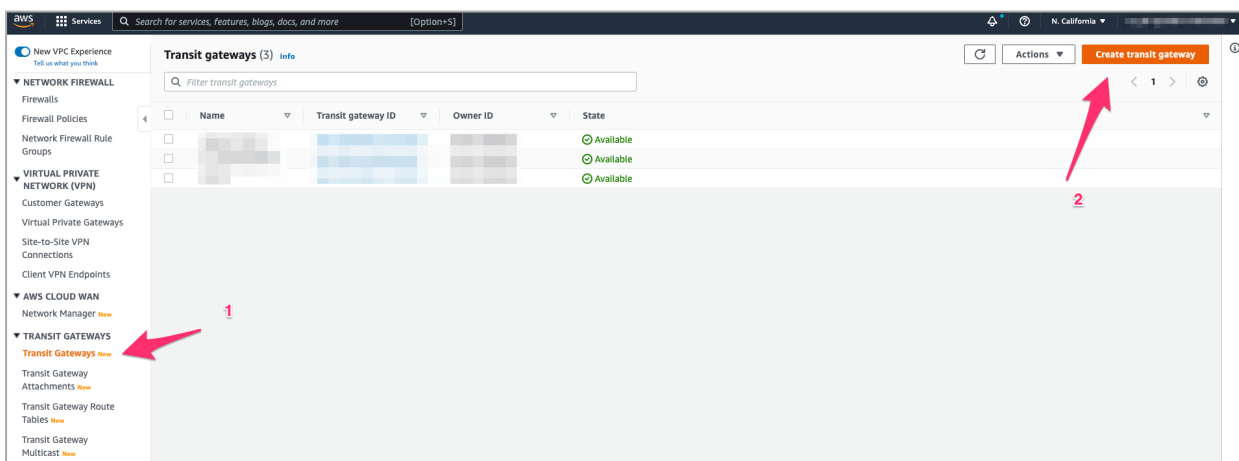 aws
Services
Search for services, features, blogs, docs, and more
[Option+S]
N. California
New VPC Experience
Tell us what you think
NETWORK FIREWALL
Firewalls
Firewall Policies
Network Firewall Rule
Groups
VIRTUAL PRIVATE
NETWORK (VPN)
Customer Gateways
Virtual Private Gateways
Site-to-Site VPN
Connections
Client VPN Endpoints
AWS CLOUD WAN
Network Manager New
TRANSIT GATEWAYS
Transit Gateways New
Transit Gateway
Attachments New
Transit Gateway Route
Tables New
Transit Gateway
Multicast New
Transit gateways (3) Info
Actions
Create transit gateway
Filter transit gateways
1
Name Transit gateway ID Owner ID State
Available
Available
Available
1
2